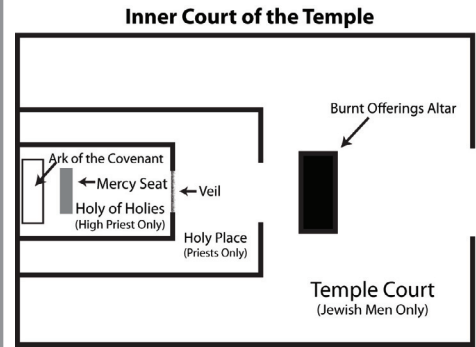 Inner Court of the Temple
Burnt Offerings Altar
Ark of the Covenant
Mercy Seat
Veil
Holy of Holies
(High Priest Only)
Holy Place
(Priests Only)
Temple Court
(Jewish Men Only)